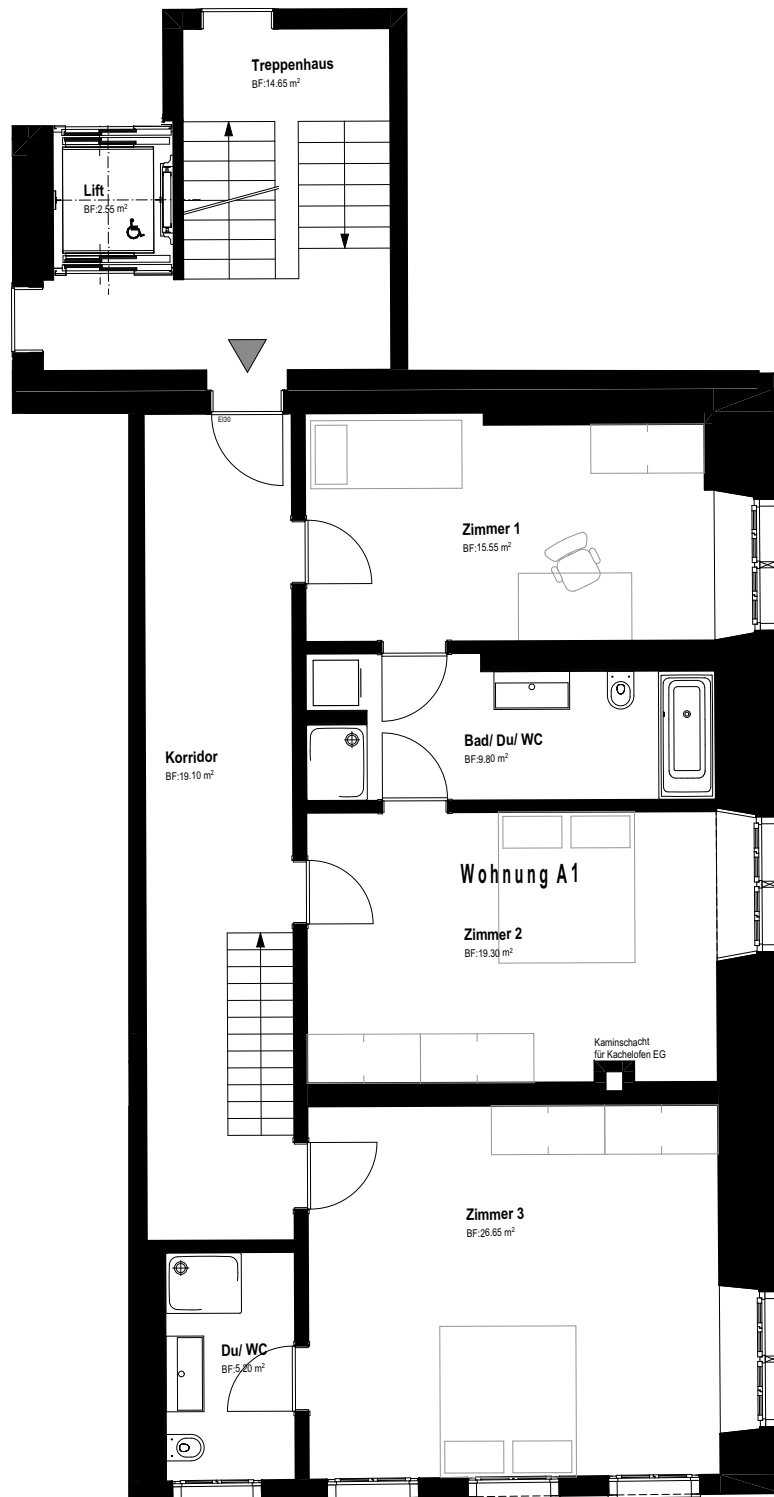 Treppenhaus
BF:14.65 m²
Lift
BF:2.55 m²
EI30
Zimmer 1
BF:15.55 m²
Bad/ Du/ WC
BF:9.80 m²
Korridor
BF:19.10 m²
Wohnung A1
Zimmer 2
BF:19.30 m²
Kaminschacht
für Kachelofen EG
Zimmer 3
BF:26.65 m²
Du/ WC
BF:5.20 m²